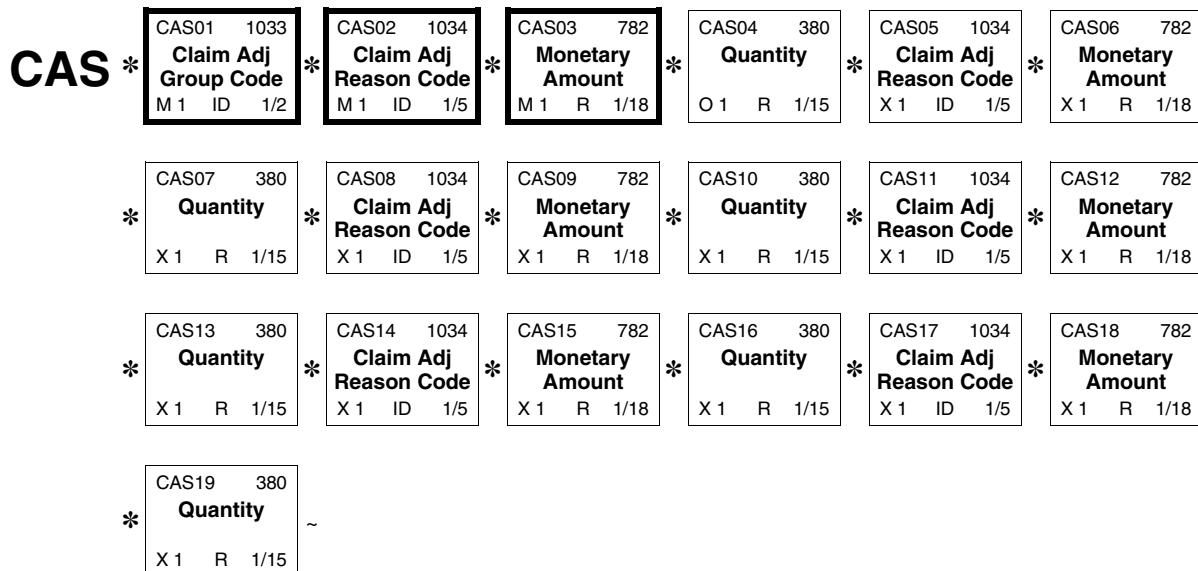 CAS * CAS01 1033 Claim Adj Group Code M 1 ID 1/2 * CAS02 1034 Claim Adj Reason Code M 1 ID 1/5 * CAS03 782 Monetary Amount M 1 R 1/18 * CAS04 380 Quantity O 1 R 1/15 * CAS05 1034 Claim Adj Reason Code X 1 ID 1/5 * CAS06 782 Monetary Amount X 1 R 1/18
* CAS07 380 Quantity X 1 R 1/15 * CAS08 1034 Claim Adj Reason Code X 1 ID 1/5 * CAS09 782 Monetary Amount X 1 R 1/18 * CAS10 380 Quantity X 1 R 1/15 * CAS11 1034 Claim Adj Reason Code X 1 ID 1/5 * CAS12 782 Monetary Amount X 1 R 1/18
* CAS13 380 Quantity X 1 R 1/15 * CAS14 1034 Claim Adj Reason Code X 1 ID 1/5 * CAS15 782 Monetary Amount X 1 R 1/18 * CAS16 380 Quantity X 1 R 1/15 * CAS17 1034 Claim Adj Reason Code X 1 ID 1/5 * CAS18 782 Monetary Amount X 1 R 1/18
* CAS19 380 Quantity X 1 R 1/15 ~